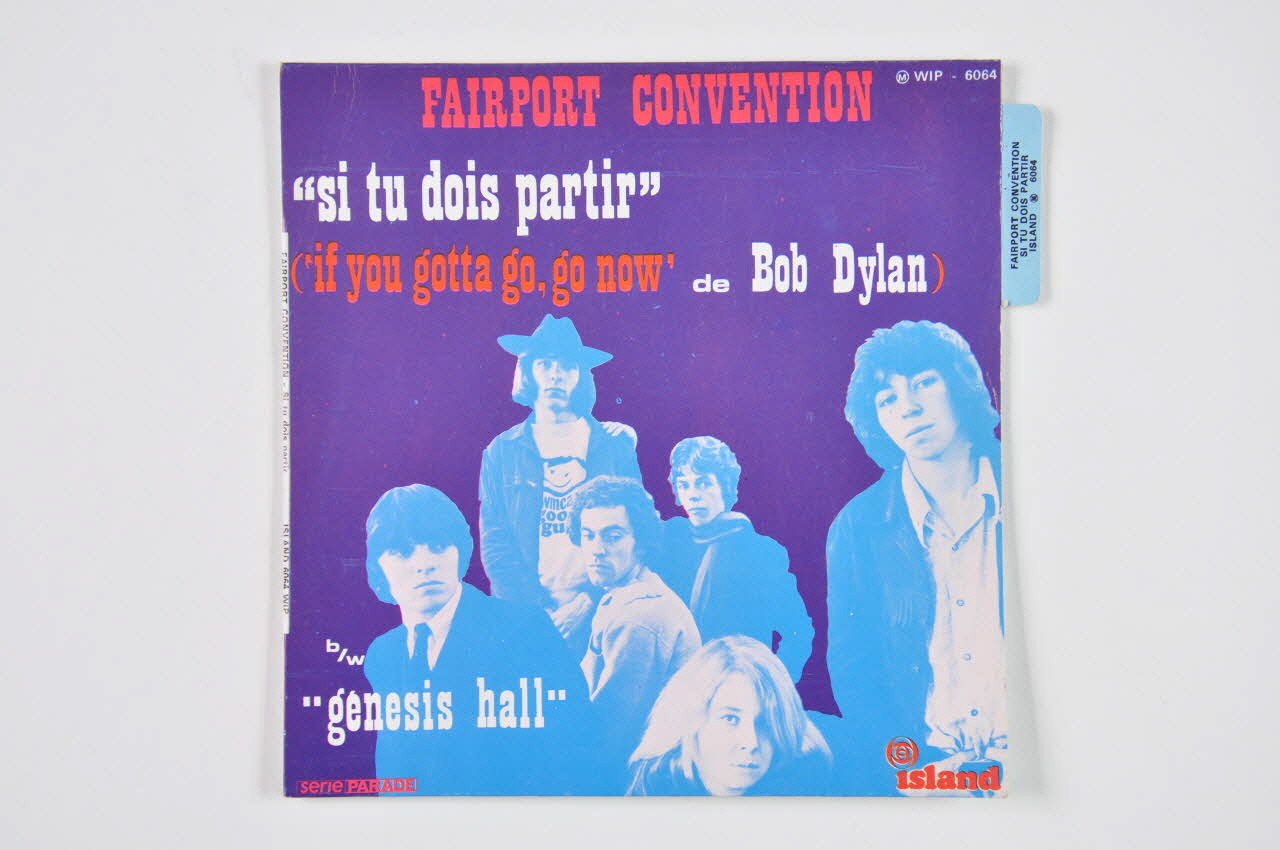 FAIRPORT CONVENTION
Ⓜ WIP - 6064
"si tu dois partir"
('if you gotta go, go now' de Bob Dylan)
b/w
"genesis hall"
serie PARADE
island
FAIRPORT CONVENTION
SI TU DOIS PARTIR
ISLAND Ⓜ 6064
FAIRPORT CONVENTION - Si tu dois partir
ISLAND 6064 WIP
ymca